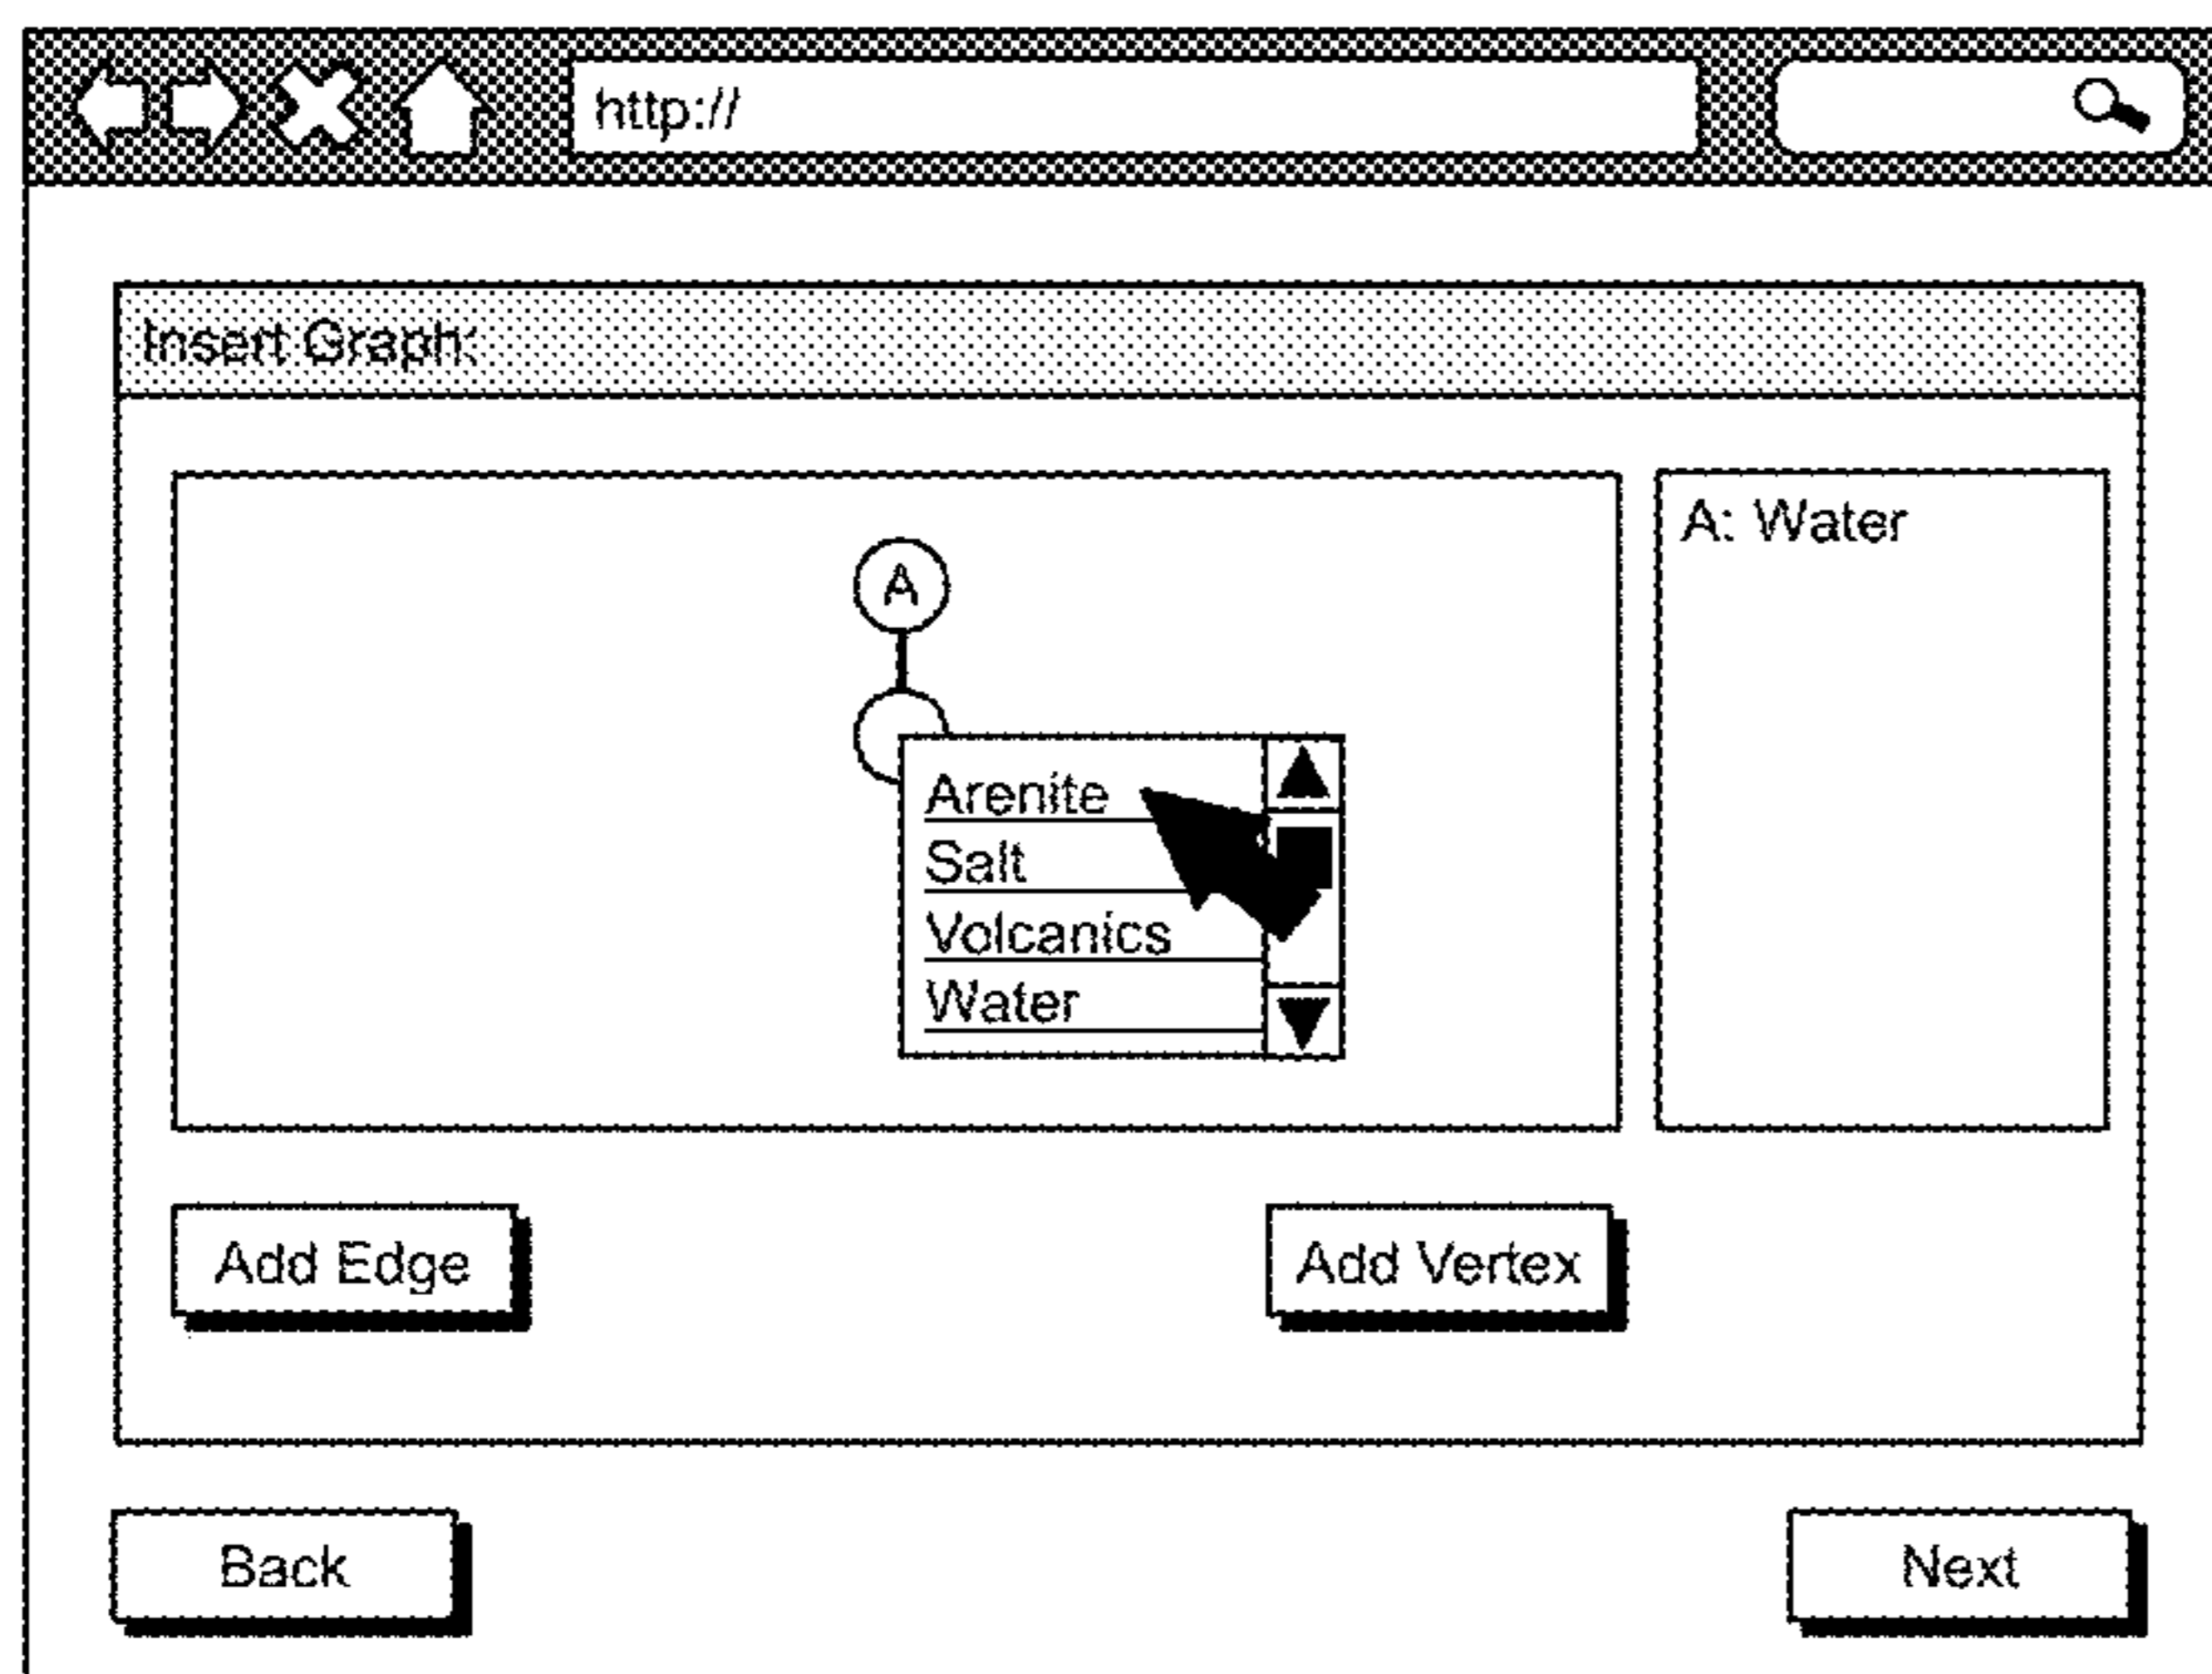 http://
Insert Graph:
A: Water
A
Arenite
Salt
Volcanics
Water
Add Edge
Add Vertex
Back
Next